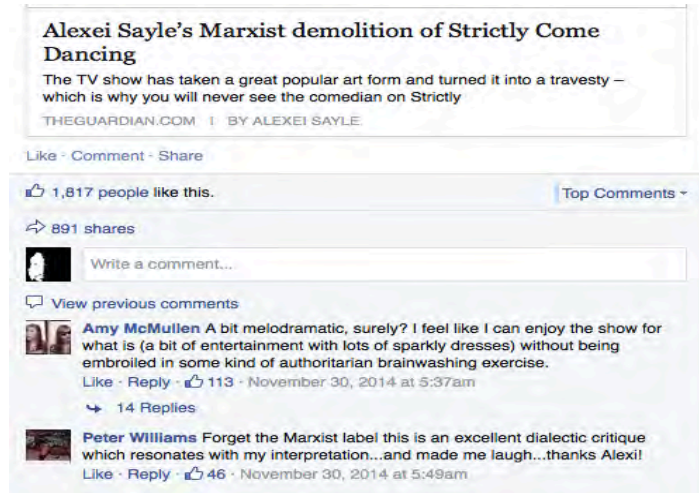 Alexei Sayle's Marxist demolition of Strictly Come
Dancing
The TV show has taken a great popular art form and turned it into a travesty –
which is why you will never see the comedian on Strictly
THEGUARDIAN.COM | BY ALEXEI SAYLE
Like · Comment · Share
1,817 people like this.
Top Comments
891 shares
Write a comment...
View previous comments
Amy McMullen A bit melodramatic, surely? I feel like I can enjoy the show for
what is (a bit of entertainment with lots of sparkly dresses) without being
embroiled in some kind of authoritarian brainwashing exercise.
Like · Reply · 113 · November 30, 2014 at 5:37am
14 Replies
Peter Williams Forget the Marxist label this is an excellent dialectic critique
which resonates with my interpretation...and made me laugh...thanks Alexi!
Like · Reply · 46 · November 30, 2014 at 5:49am